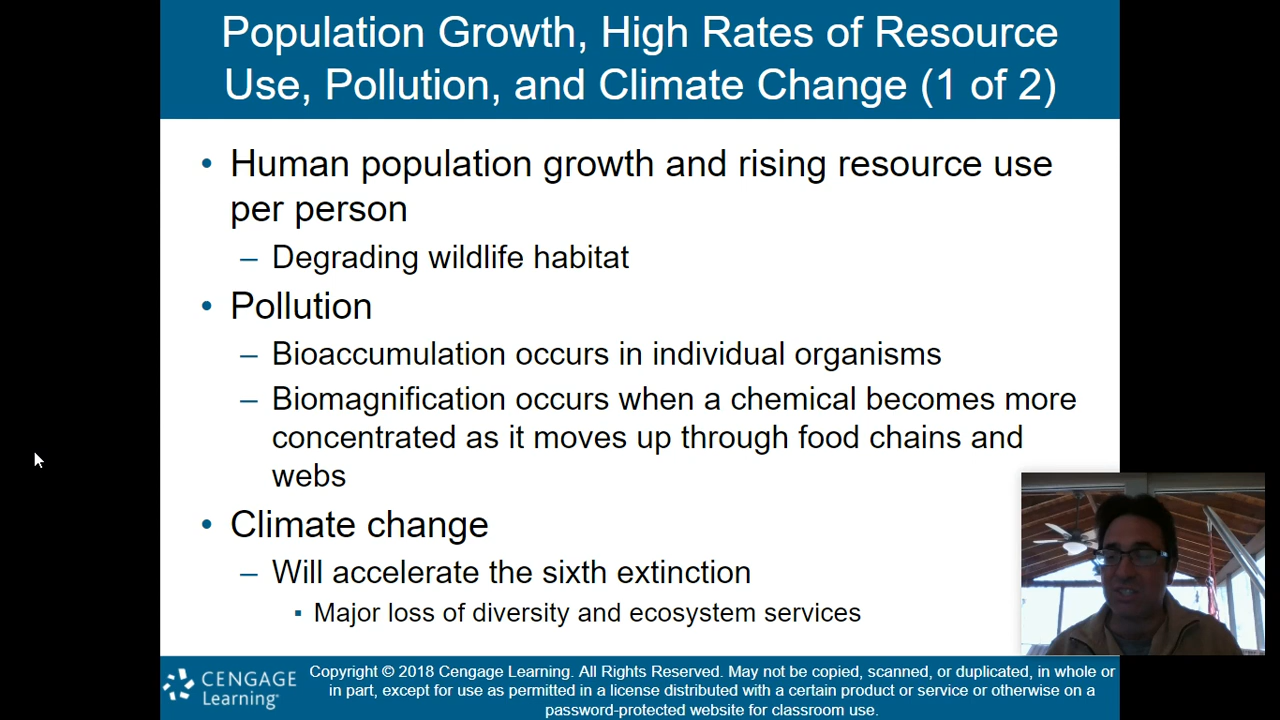 Population Growth, High Rates of Resource
Use, Pollution, and Climate Change (1 of 2)
• Human population growth and rising resource use
per person
– Degrading wildlife habitat
• Pollution
– Bioaccumulation occurs in individual organisms
– Biomagnification occurs when a chemical becomes more
concentrated as it moves up through food chains and
webs
• Climate change
– Will accelerate the sixth extinction
▪ Major loss of diversity and ecosystem services
CENGAGE
Learning
Copyright © 2018 Cengage Learning. All Rights Reserved. May not be copied, scanned, or duplicated, in whole or
in part, except for use as permitted in a license distributed with a certain product or service or otherwise on a
password-protected website for classroom use.